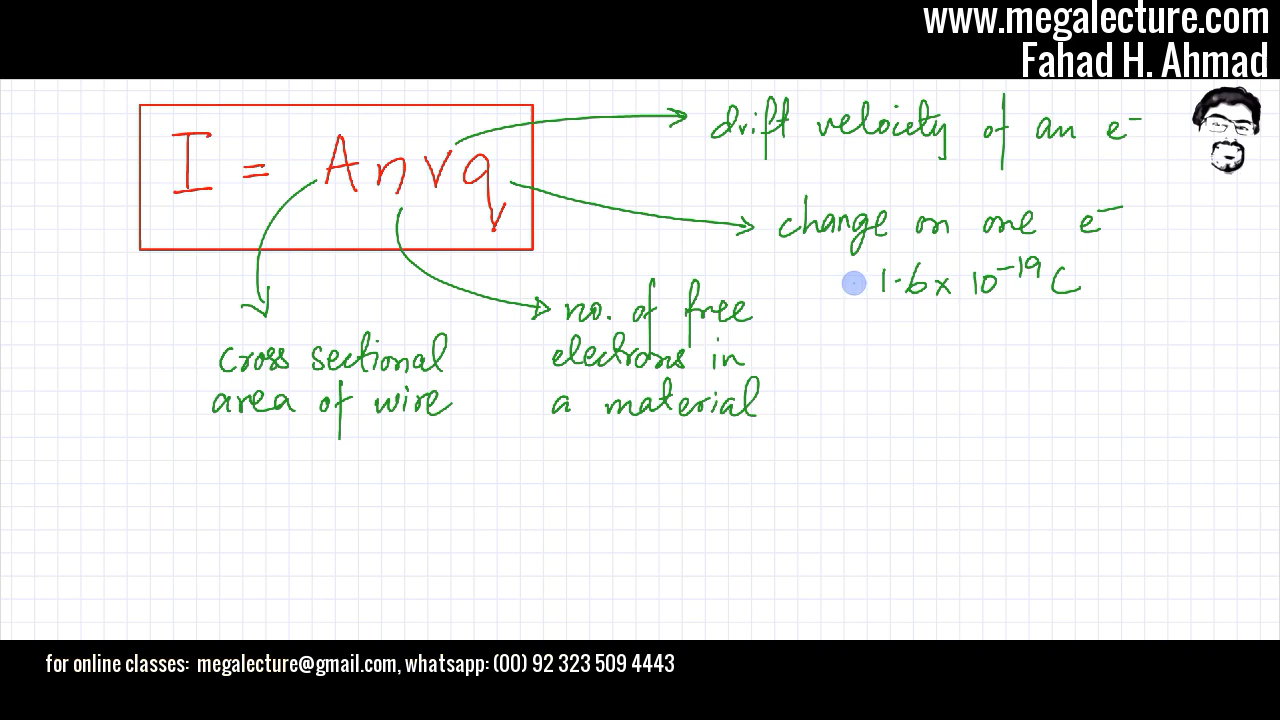 www.megalecture.com
Fahad H. Ahmad
I = A n v q
drift velociety of an e⁻
change on one e⁻
1.6 x 10⁻¹⁹ C
cross sectional
area of wire
no. of free
electrons in
a material
for online classes: megalecture@gmail.com, whatsapp: (00) 92 323 509 4443